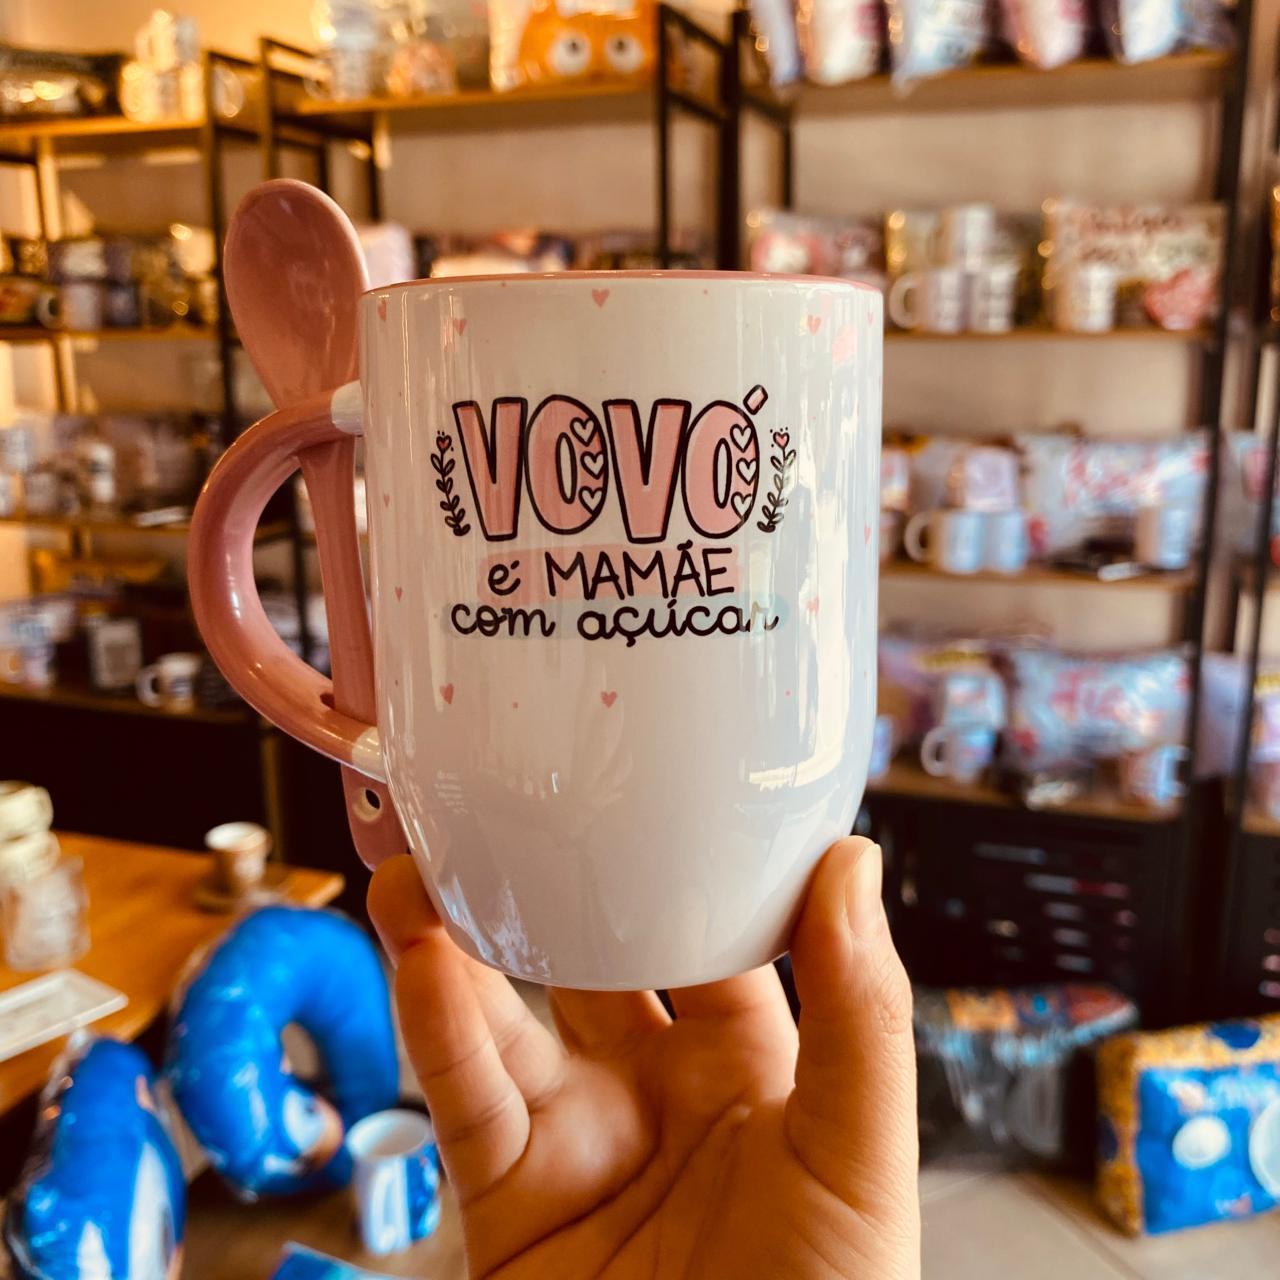 VOVÓ
é MAMÃE
com açúcar